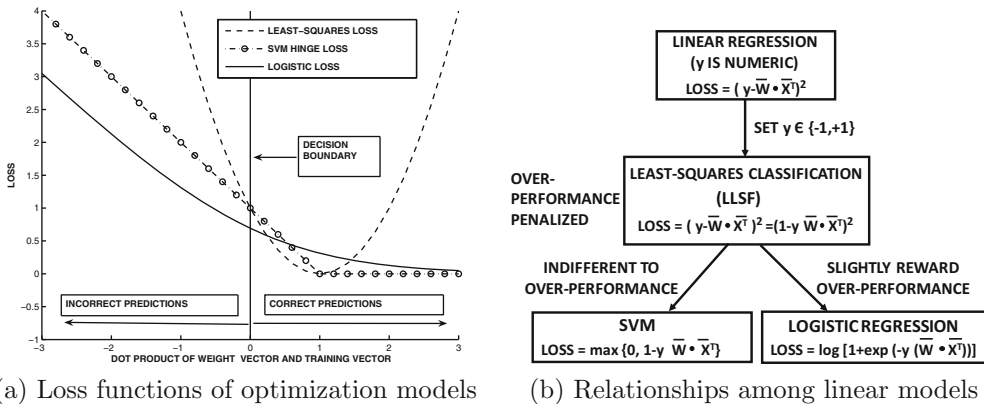 4
3.5
3
2.5
2
1.5
1
0.5
0
−0.5
−1
LOSS
LEAST−SQUARES LOSS
SVM HINGE LOSS
LOGISTIC LOSS
DECISION
BOUNDARY
INCORRECT PREDICTIONS
CORRECT PREDICTIONS
−3
−2
−1
0
1
2
3
DOT PRODUCT OF WEIGHT VECTOR AND TRAINING VECTOR
(a) Loss functions of optimization models
LINEAR REGRESSION
(y IS NUMERIC)
LOSS = ( y-W̅ • X̅ᵀ)²
SET y Є {-1,+1}
OVER-
PERFORMANCE
PENALIZED
LEAST-SQUARES CLASSIFICATION
(LLSF)
LOSS = ( y-W̅ • X̅ᵀ )² =(1-y W̅ • X̅ᵀ)²
INDIFFERENT TO
OVER-PERFORMANCE
SLIGHTLY REWARD
OVER-PERFORMANCE
SVM
LOSS = max {0, 1-y W̅ • X̅ᵀ}
LOGISTIC REGRESSION
LOSS = log [1+exp (-y (W̅ • X̅ᵀ))]
(b) Relationships among linear models